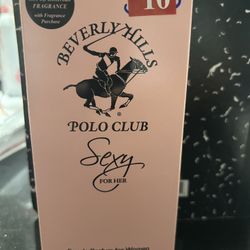 FRAGRANCE
with Fragrance
Purchase
10
BEVERLY HILLS
POLO CLUB
Sexy
FOR HER